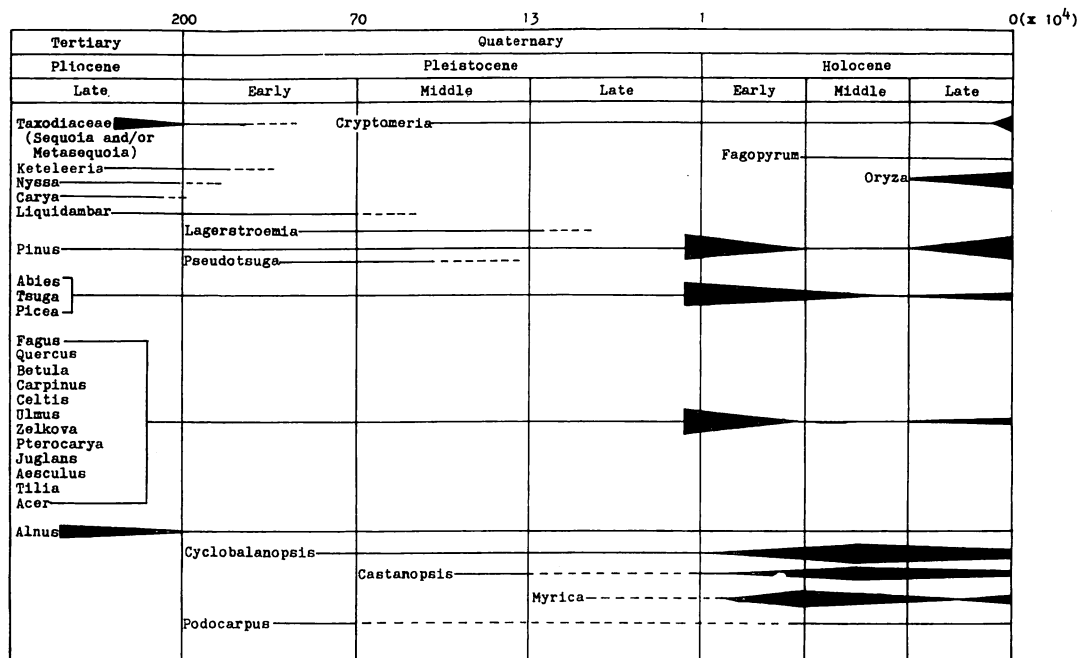 200 70 13 1 0(x 10⁴)
Tertiary Quaternary
Pliocene Pleistocene Holocene
Late Early Middle Late Early Middle Late
Taxodiaceae Cryptomeria
(Sequoia and/or
Metasequoia)
Fagopyrum
Keteleeria
Oryza
Nyssa
Carya
Liquidambar
Lagerstroemia
Pinus
Pseudotsuga
Abies
Tsuga
Picea
Fagus
Quercus
Betula
Carpinus
Celtis
Ulmus
Zelkova
Pterocarya
Juglans
Aesculus
Tilia
Acer
Alnus
Cyclobalanopsis
Castanopsis
Myrica
Podocarpus